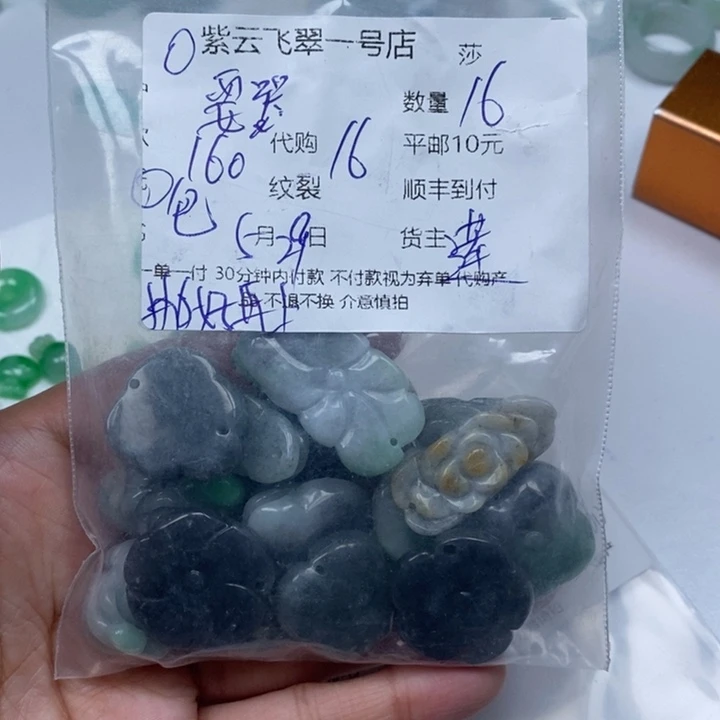 紫云飞翠一号店 莎
数量 16
160 代购 16 平邮10元
纹裂 顺丰到付
包
5月29日 货主
一单一付 30分钟内付款 不付款视为弃单 代购产
不退不换 介意慎拍